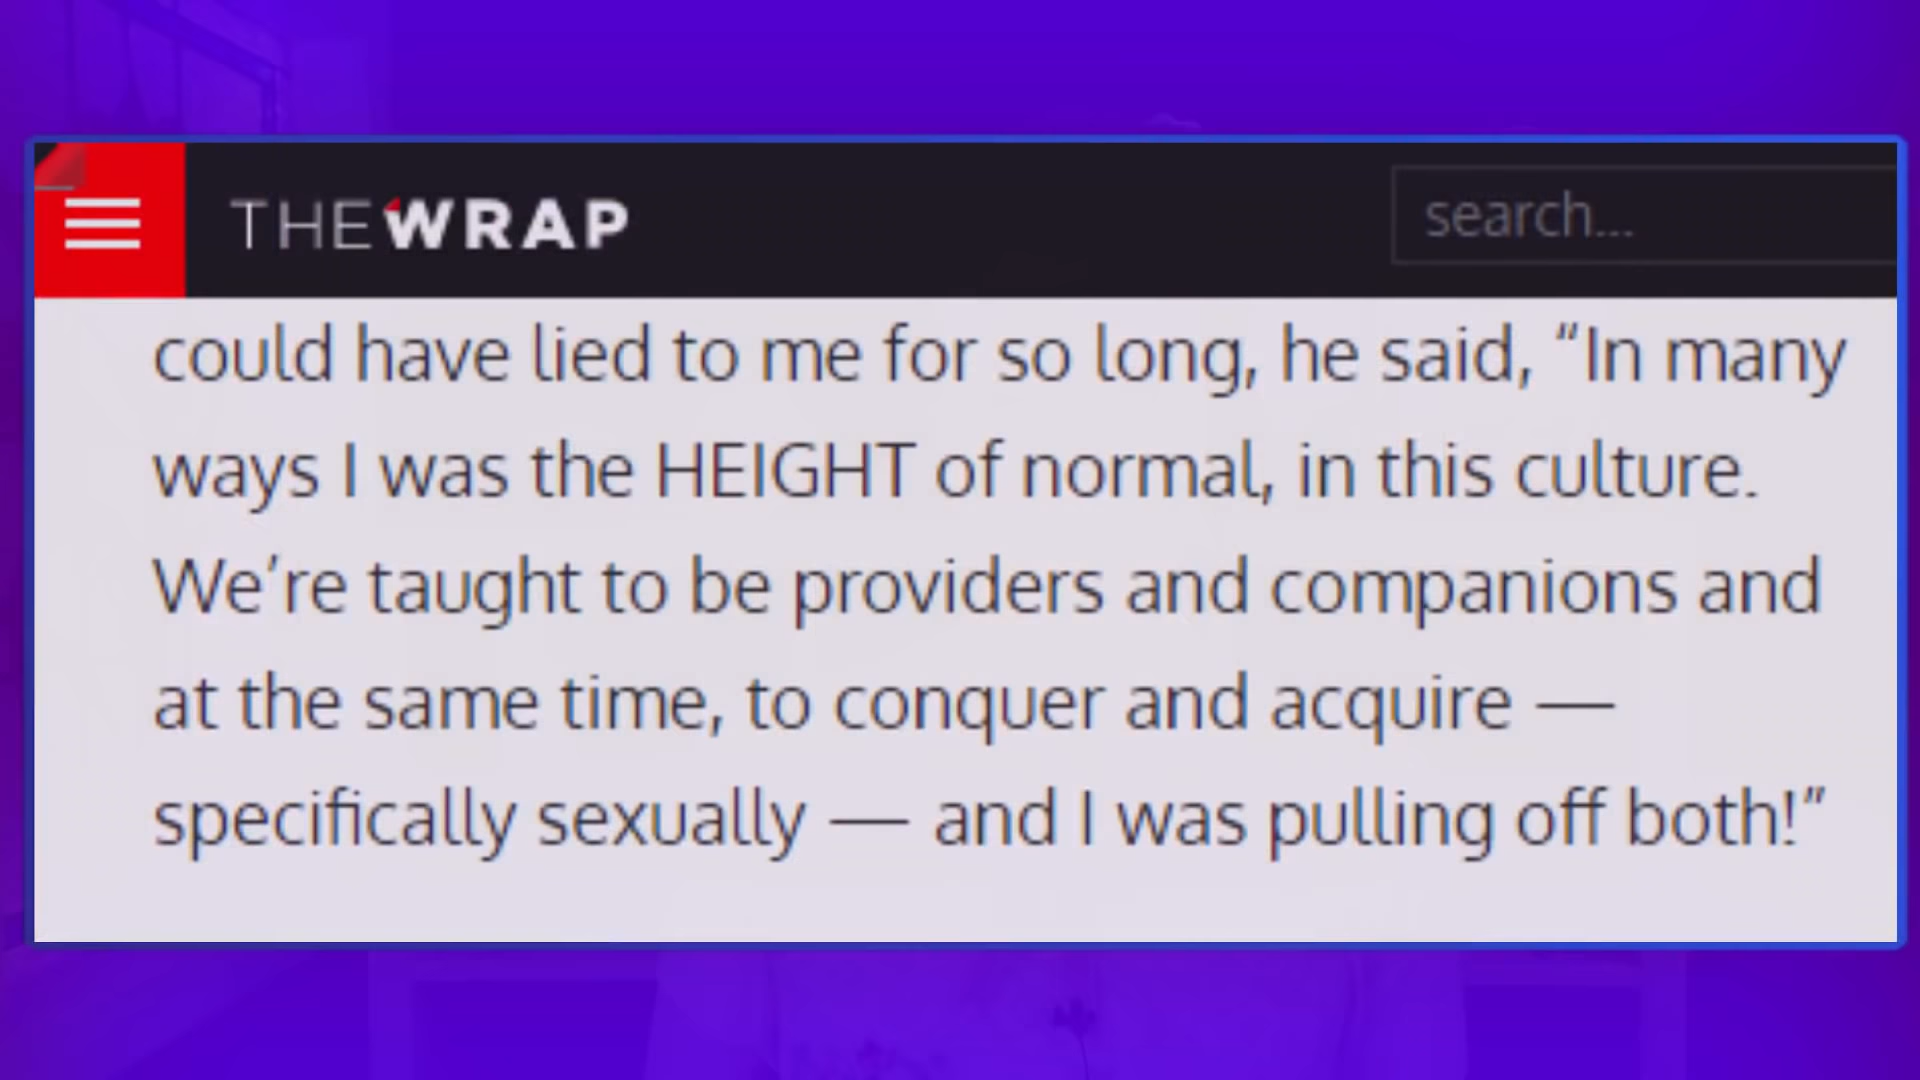 THEWRAP
search...
could have lied to me for so long, he said, “In many
ways I was the HEIGHT of normal, in this culture.
We’re taught to be providers and companions and
at the same time, to conquer and acquire —
specifically sexually — and I was pulling off both!”